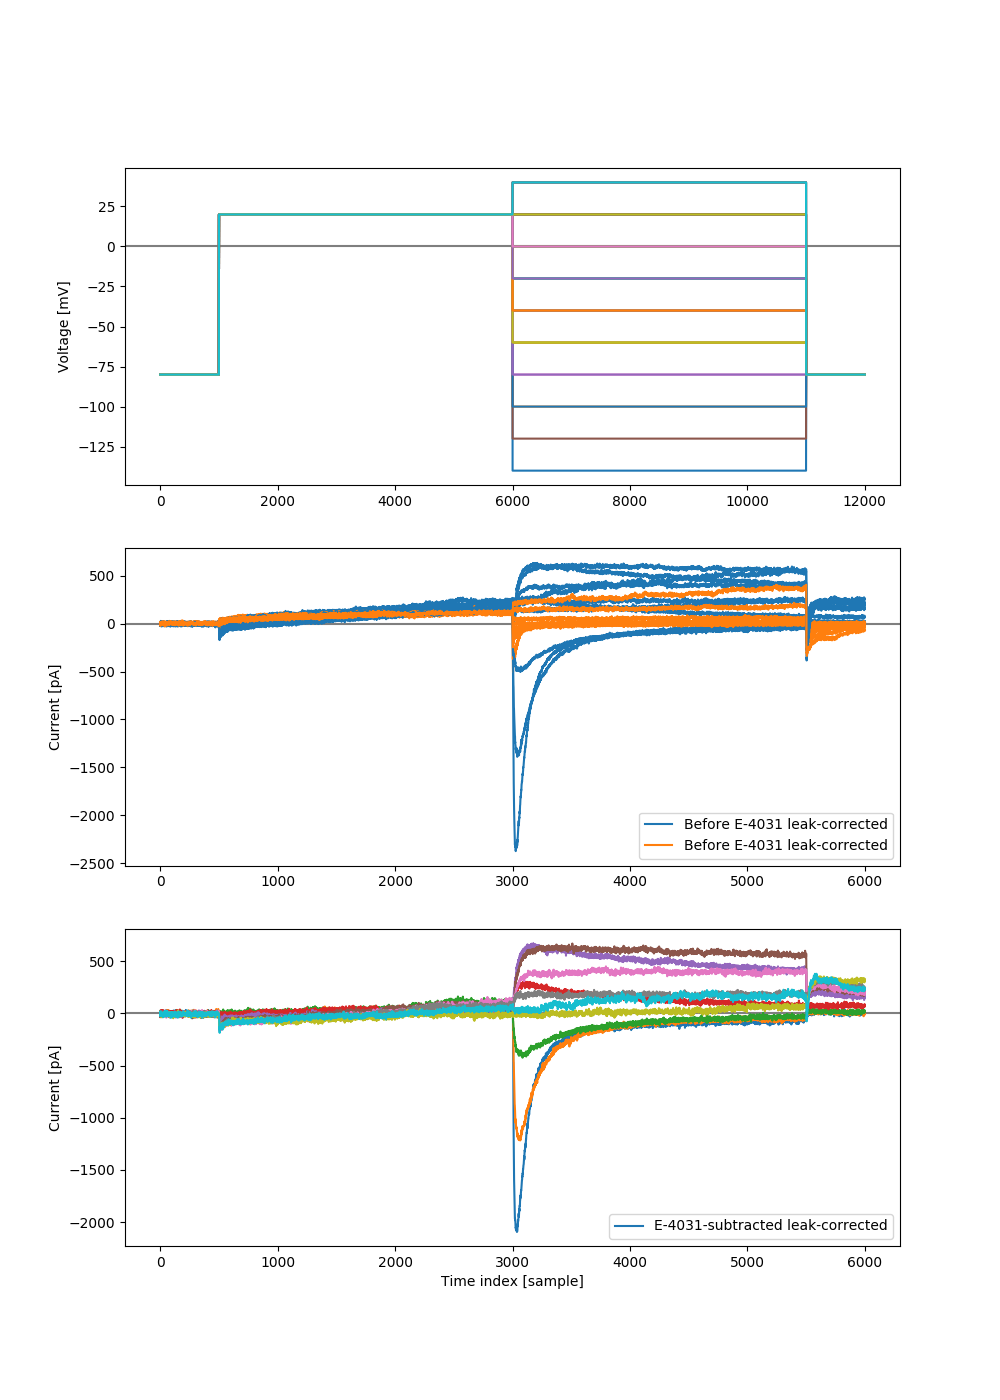 25
0
−25
−50
−75
−100
−125
Voltage [mV]
0 2000 4000 6000 8000 10000 12000
500
0
−500
−1000
−1500
−2000
−2500
Current [pA]
Before E-4031 leak-corrected
Before E-4031 leak-corrected
0 1000 2000 3000 4000 5000 6000
500
0
−500
−1000
−1500
−2000
Current [pA]
E-4031-subtracted leak-corrected
0 1000 2000 3000 4000 5000 6000
Time index [sample]